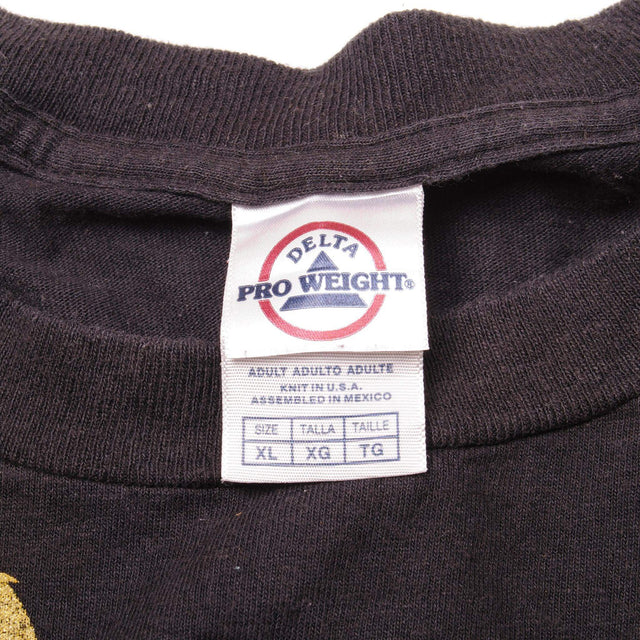 DELTA
PRO WEIGHT®
ADULT ADULTO ADULTE
KNIT IN U.S.A.
ASSEMBLED IN MEXICO
SIZE TALLA TAILLE
XL XG TG